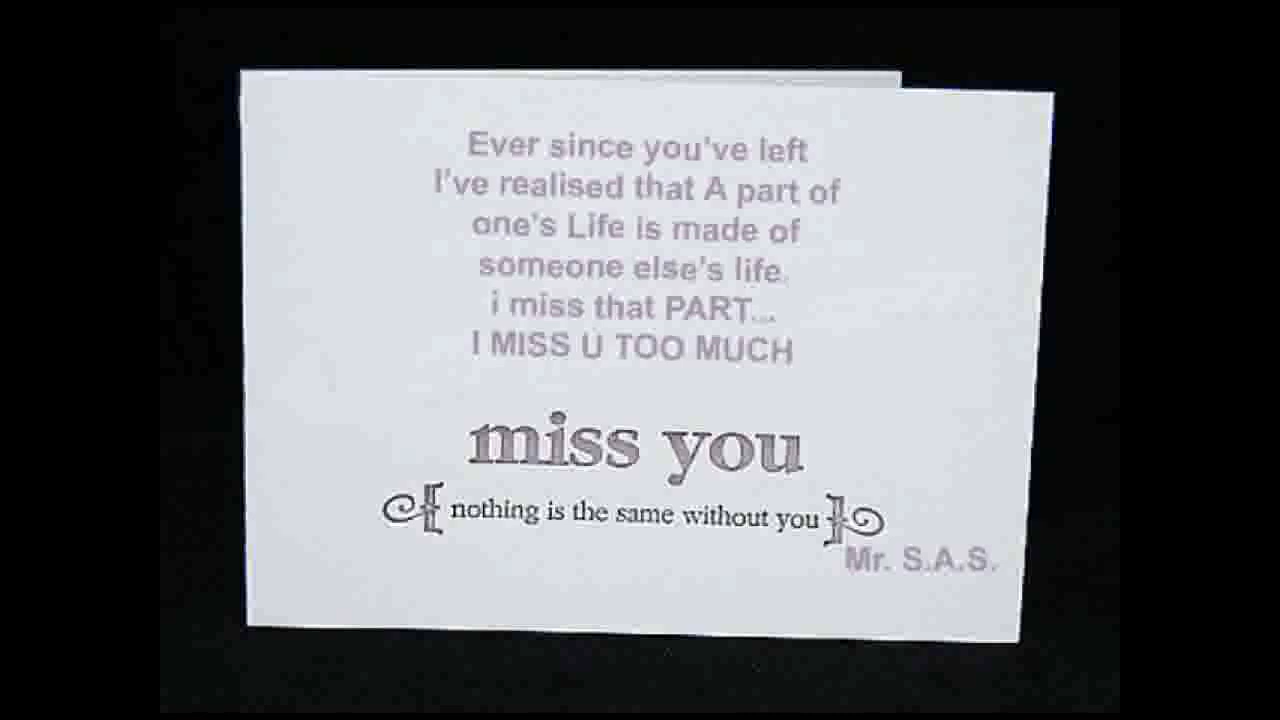 Ever since you've left
I've realised that A part of
one's Life is made of
someone else's life.
i miss that PART...
I MISS U TOO MUCH
miss you
nothing is the same without you
Mr. S.A.S.